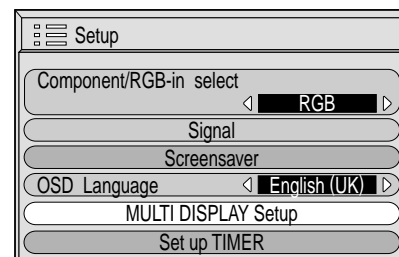 Setup
Component/RGB-in select
RGB
Signal
Screensaver
OSD Language English (UK)
MULTI DISPLAY Setup
Set up TIMER